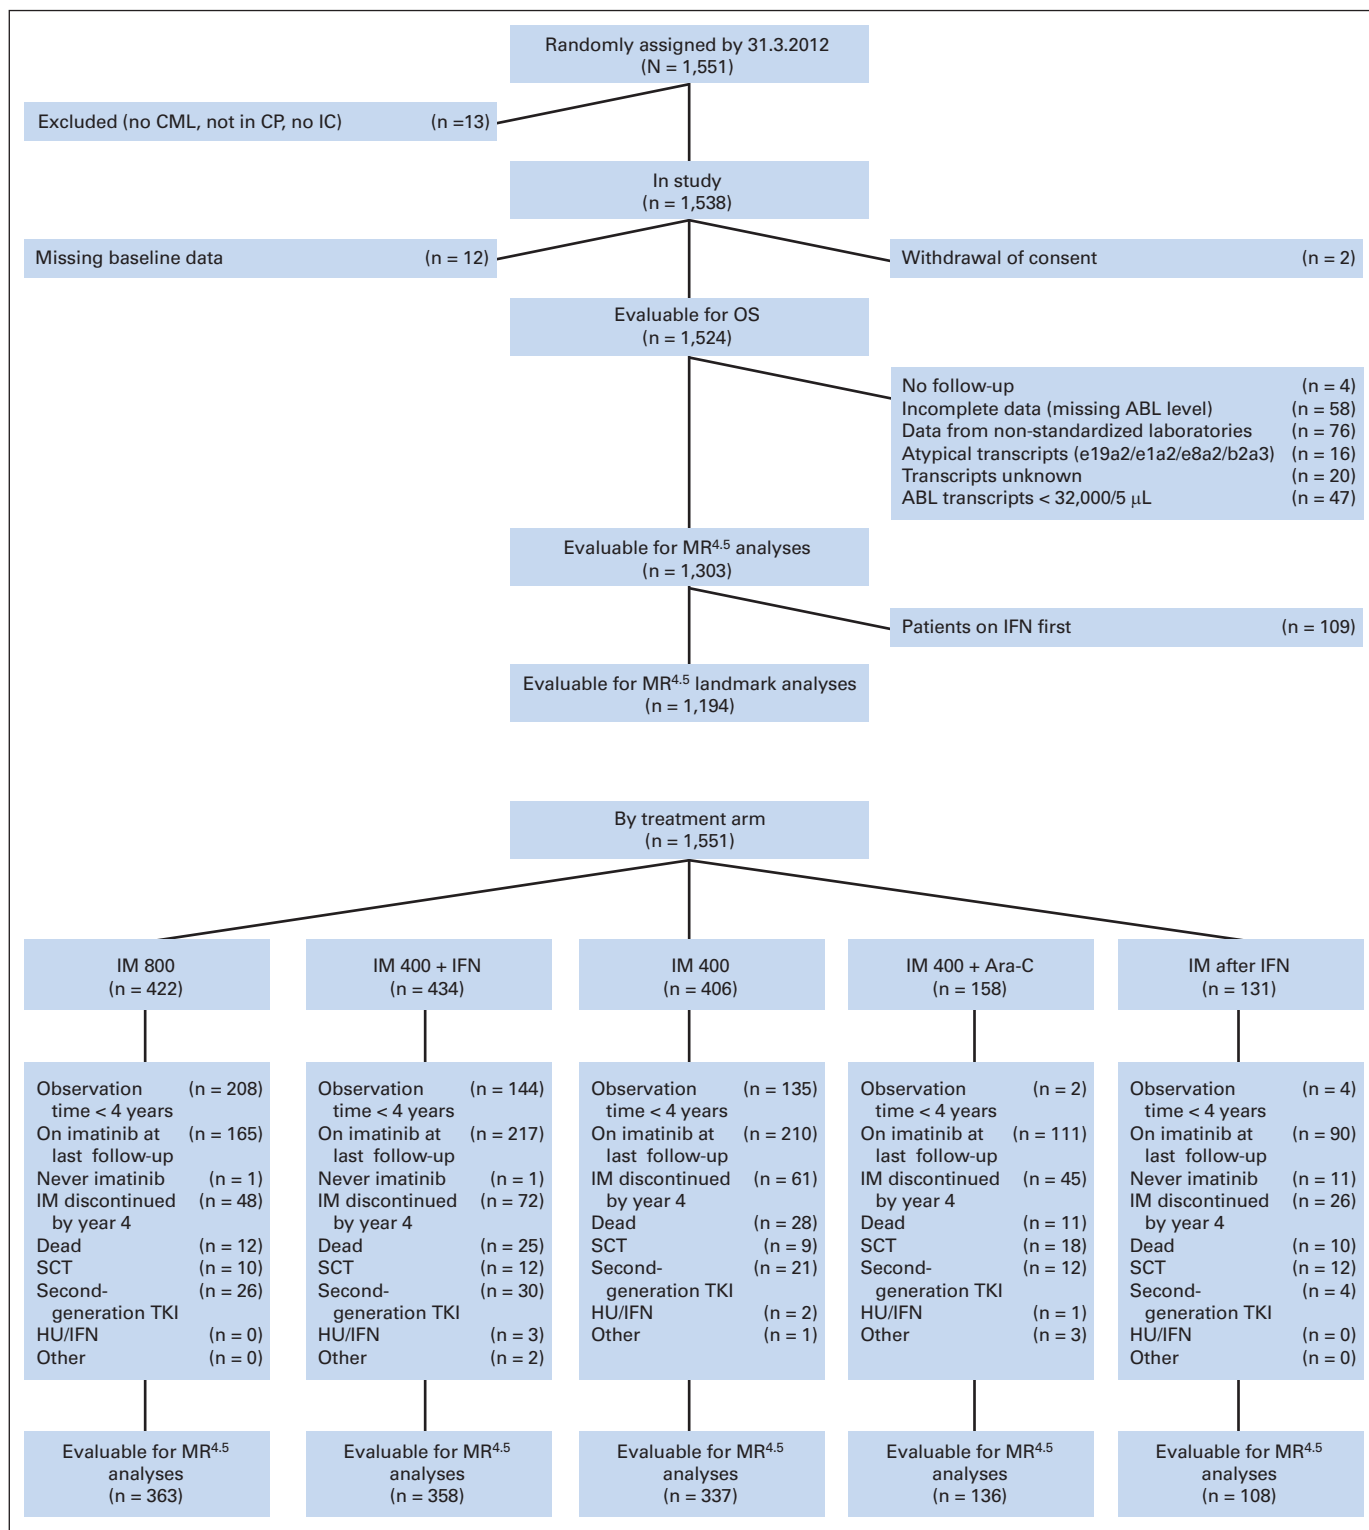 Randomly assigned by 31.3.2012
(N = 1,551)
Excluded (no CML, not in CP, no IC) (n =13)
In study
(n = 1,538)
Missing baseline data (n = 12)
Withdrawal of consent (n = 2)
Evaluable for OS
(n = 1,524)
No follow-up (n = 4)
Incomplete data (missing ABL level) (n = 58)
Data from non-standardized laboratories (n = 76)
Atypical transcripts (e19a2/e1a2/e8a2/b2a3) (n = 16)
Transcripts unknown (n = 20)
ABL transcripts < 32,000/5 μL (n = 47)
Evaluable for MR4.5 analyses
(n = 1,303)
Patients on IFN first (n = 109)
Evaluable for MR4.5 landmark analyses
(n = 1,194)
By treatment arm
(n = 1,551)
IM 800
(n = 422)
IM 400 + IFN
(n = 434)
IM 400
(n = 406)
IM 400 + Ara-C
(n = 158)
IM after IFN
(n = 131)
Observation (n = 208)
time < 4 years
On imatinib at (n = 165)
last follow-up
Never imatinib (n = 1)
IM discontinued (n = 48)
by year 4
Dead (n = 12)
SCT (n = 10)
Second- (n = 26)
generation TKI
HU/IFN (n = 0)
Other (n = 0)
Observation (n = 144)
time < 4 years
On imatinib at (n = 217)
last follow-up
Never imatinib (n = 1)
IM discontinued (n = 72)
by year 4
Dead (n = 25)
SCT (n = 12)
Second- (n = 30)
generation TKI
HU/IFN (n = 3)
Other (n = 2)
Observation (n = 135)
time < 4 years
On imatinib at (n = 210)
last follow-up
IM discontinued (n = 61)
by year 4
Dead (n = 28)
SCT (n = 9)
Second- (n = 21)
generation TKI
HU/IFN (n = 2)
Other (n = 1)
Observation (n = 2)
time < 4 years
On imatinib at (n = 111)
last follow-up
IM discontinued (n = 45)
by year 4
Dead (n = 11)
SCT (n = 18)
Second- (n = 12)
generation TKI
HU/IFN (n = 1)
Other (n = 3)
Observation (n = 4)
time < 4 years
On imatinib at (n = 90)
last follow-up
Never imatinib (n = 11)
IM discontinued (n = 26)
by year 4
Dead (n = 10)
SCT (n = 12)
Second- (n = 4)
generation TKI
HU/IFN (n = 0)
Other (n = 0)
Evaluable for MR4.5
analyses
(n = 363)
Evaluable for MR4.5
analyses
(n = 358)
Evaluable for MR4.5
analyses
(n = 337)
Evaluable for MR4.5
analyses
(n = 136)
Evaluable for MR4.5
analyses
(n = 108)